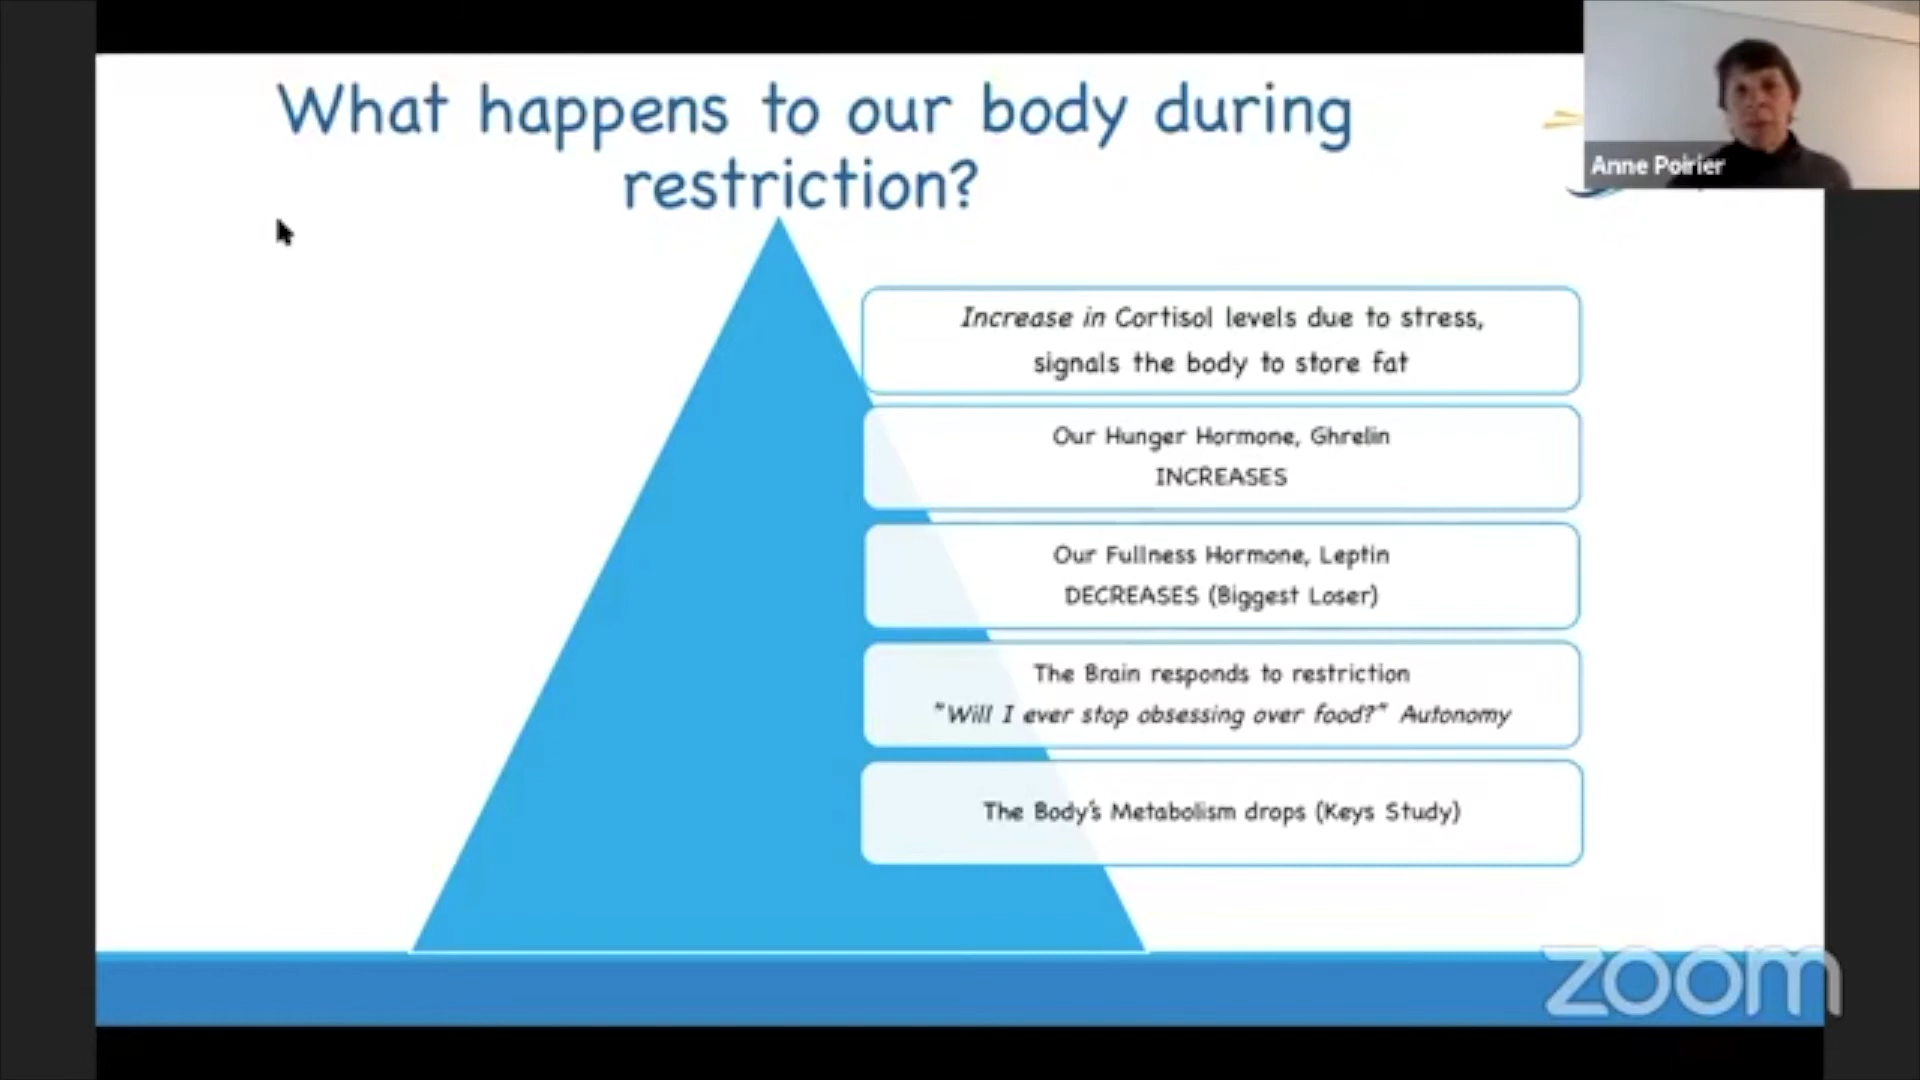 What happens to our body during
restriction?
Anne Poirier
Increase in Cortisol levels due to stress,
signals the body to store fat
Our Hunger Hormone, Ghrelin
INCREASES
Our Fullness Hormone, Leptin
DECREASES (Biggest Loser)
The Brain responds to restriction
"Will I ever stop obsessing over food?" Autonomy
The Body's Metabolism drops (Keys Study)
zoom